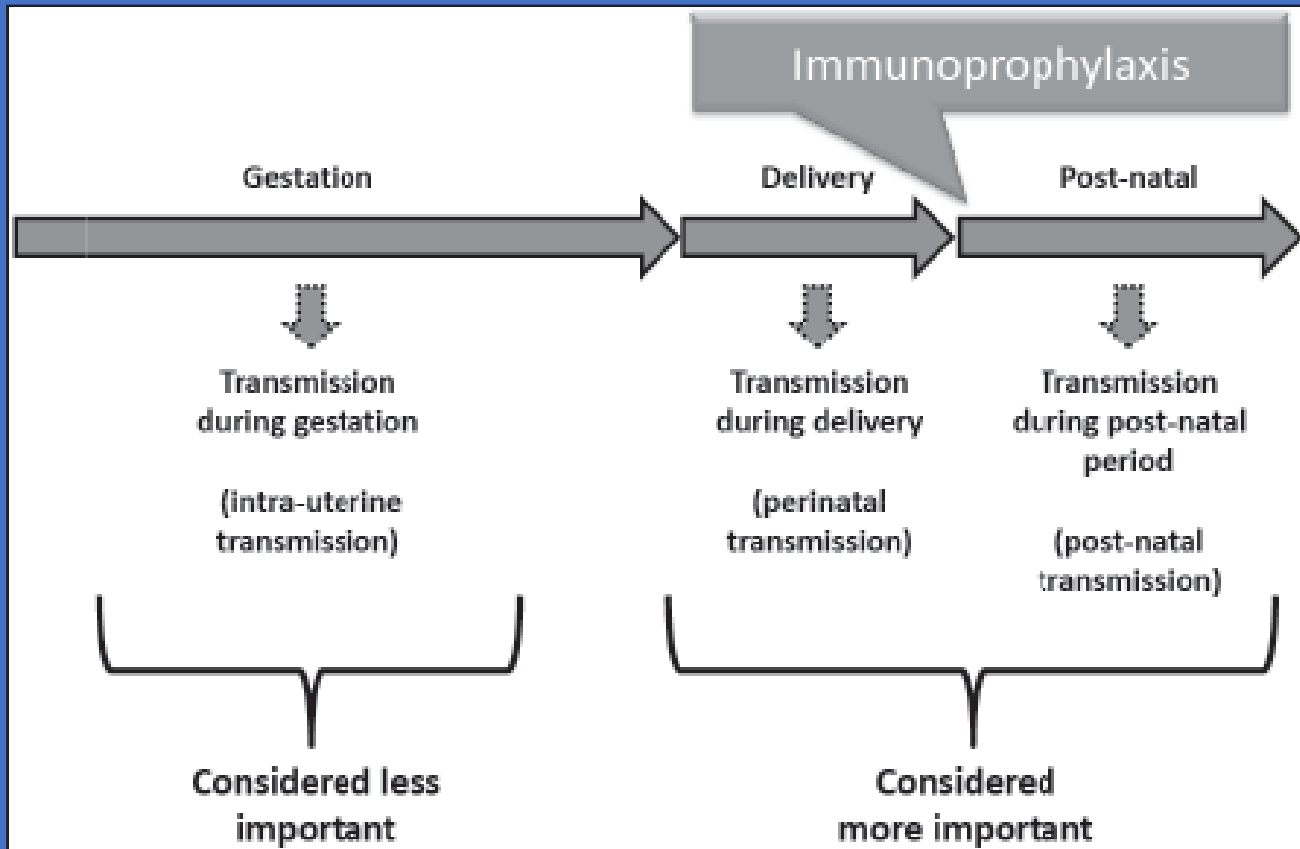 Immunoprophylaxis
Gestation
Delivery
Post-natal
Transmission
during gestation
(intra-uterine
transmission)
Transmission
during delivery
(perinatal
transmission)
Transmission
during post-natal
period
(post-natal
transmission)
Considered less
important
Considered
more important